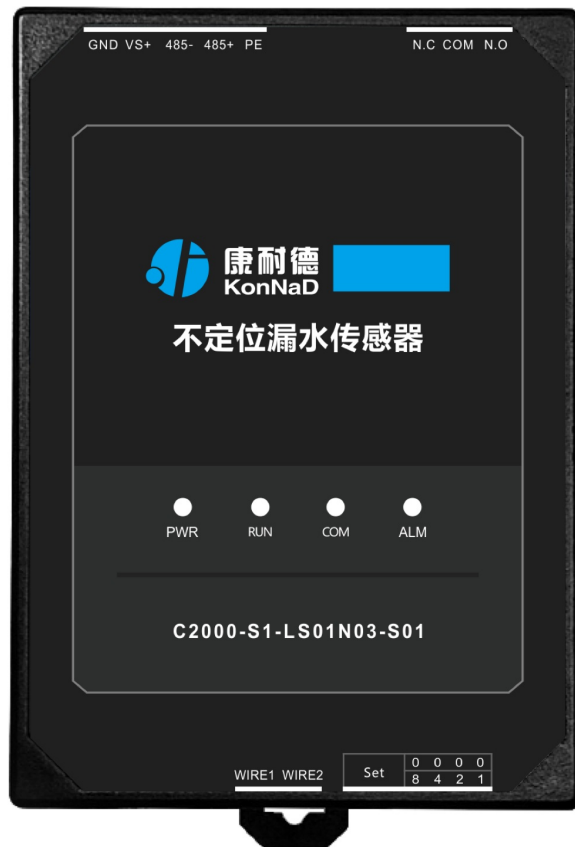 GND VS+ 485- 485+ PE N.C COM N.O
康耐德
KonNaD
不定位漏水传感器
PWR RUN COM ALM
C2000-S1-LS01N03-S01
WIRE1 WIRE2 Set 0 0 0 0
8 4 2 1